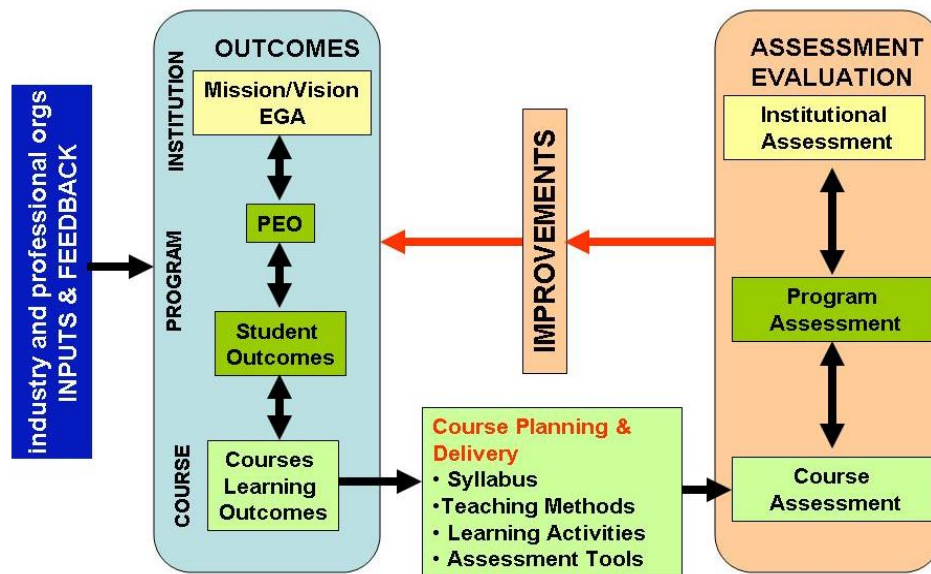 industry and professional orgs
INPUTS & FEEDBACK
OUTCOMES
INSTITUTION
Mission/Vision
EGA
PROGRAM
PEO
Student
Outcomes
COURSE
Courses
Learning
Outcomes
Course Planning &
Delivery
• Syllabus
•Teaching Methods
• Learning Activities
• Assessment Tools
IMPROVEMENTS
ASSESSMENT
EVALUATION
Institutional
Assessment
Program
Assessment
Course
Assessment